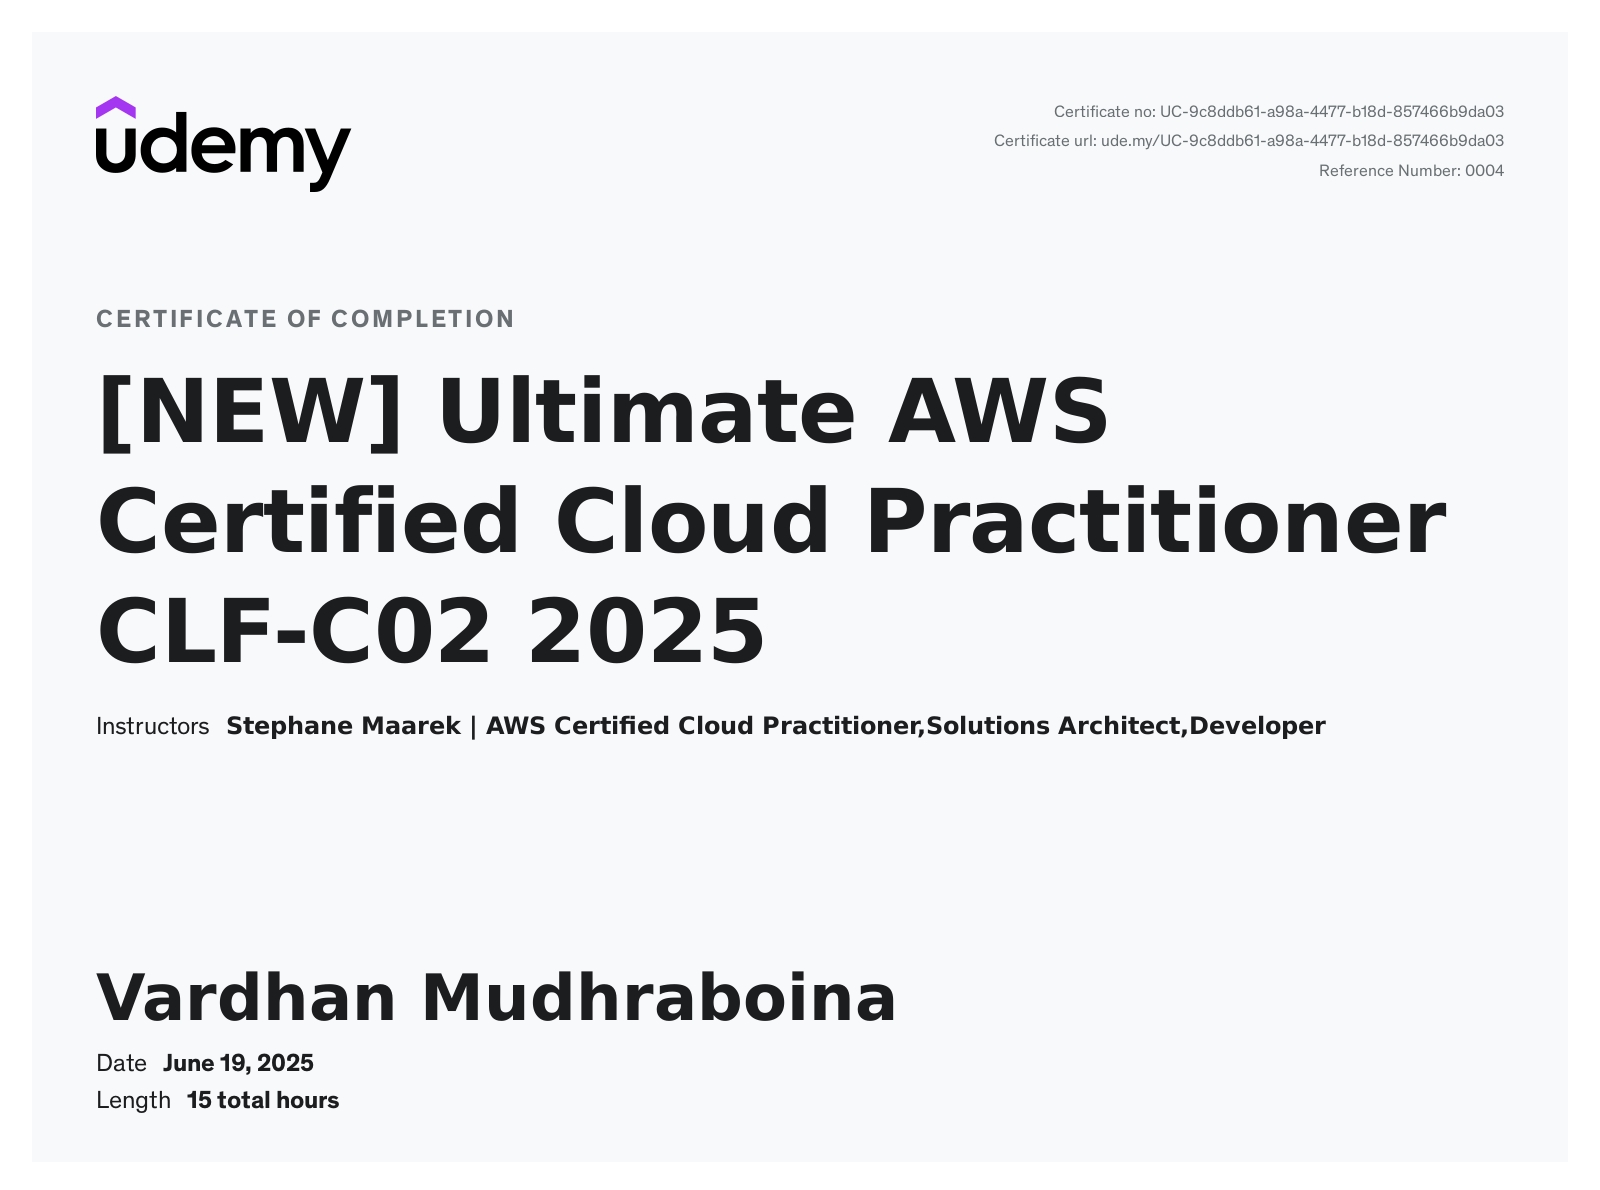 udemy
Certificate no: UC-9c8ddb61-a98a-4477-b18d-857466b9da03
Certificate url: ude.my/UC-9c8ddb61-a98a-4477-b18d-857466b9da03
Reference Number: 0004
CERTIFICATE OF COMPLETION
[NEW] Ultimate AWS
Certified Cloud Practitioner
CLF-C02 2025
Instructors Stephane Maarek | AWS Certified Cloud Practitioner,Solutions Architect,Developer
Vardhan Mudhraboina
Date June 19, 2025
Length 15 total hours